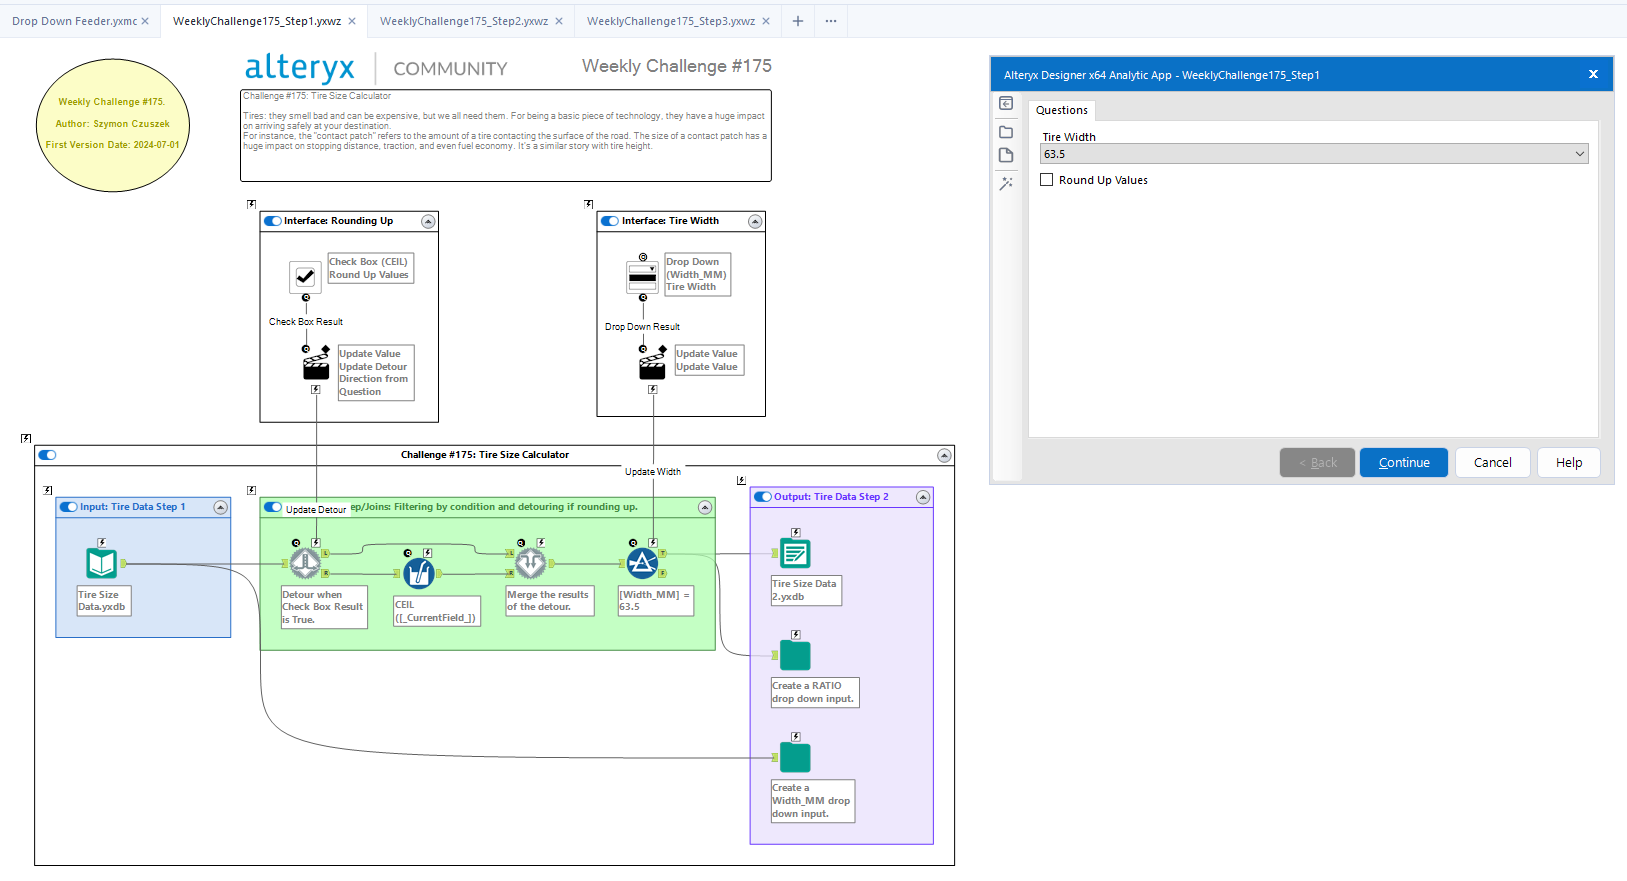 Drop Down Feeder.yxmc
WeeklyChallenge175_Step1.yxwz
WeeklyChallenge175_Step2.yxwz
WeeklyChallenge175_Step3.yxwz
Weekly Challenge #175.
Author: Szymon Czuszek
First Version Date: 2024-07-01
alteryx
COMMUNITY
Weekly Challenge #175
Challenge #175: Tire Size Calculator
Tires: they smell bad and can be expensive, but we all need them. For being a basic piece of technology, they have a huge impact
on arriving safely at your destination.
For instance, the "contact patch" refers to the amount of a tire contacting the surface of the road. The size of a contact patch has a
huge impact on stopping distance, traction, and even fuel economy. It's a similar story with tire height.
Interface: Rounding Up
Check Box (CEIL)
Round Up Values
Check Box Result
Update Value
Update Detour
Direction from
Question
Interface: Tire Width
Drop Down
(Width_MM)
Tire Width
Drop Down Result
Update Value
Update Value
Challenge #175: Tire Size Calculator
Update Width
Input: Tire Data Step 1
Tire Size
Data.yxdb
Update Detour
ep/Joins: Filtering by condition and detouring if rounding up.
L
R
L
R
T
F
Detour when
Check Box Result
is True.
CEIL
([_CurrentField_])
Merge the results
of the detour.
[Width_MM] =
63.5
Output: Tire Data Step 2
Tire Size Data
2.yxdb
Create a RATIO
drop down input.
Create a
Width_MM drop
down input.
Alteryx Designer x64 Analytic App - WeeklyChallenge175_Step1
Questions
Tire Width
63.5
Round Up Values
< Back
Continue
Cancel
Help